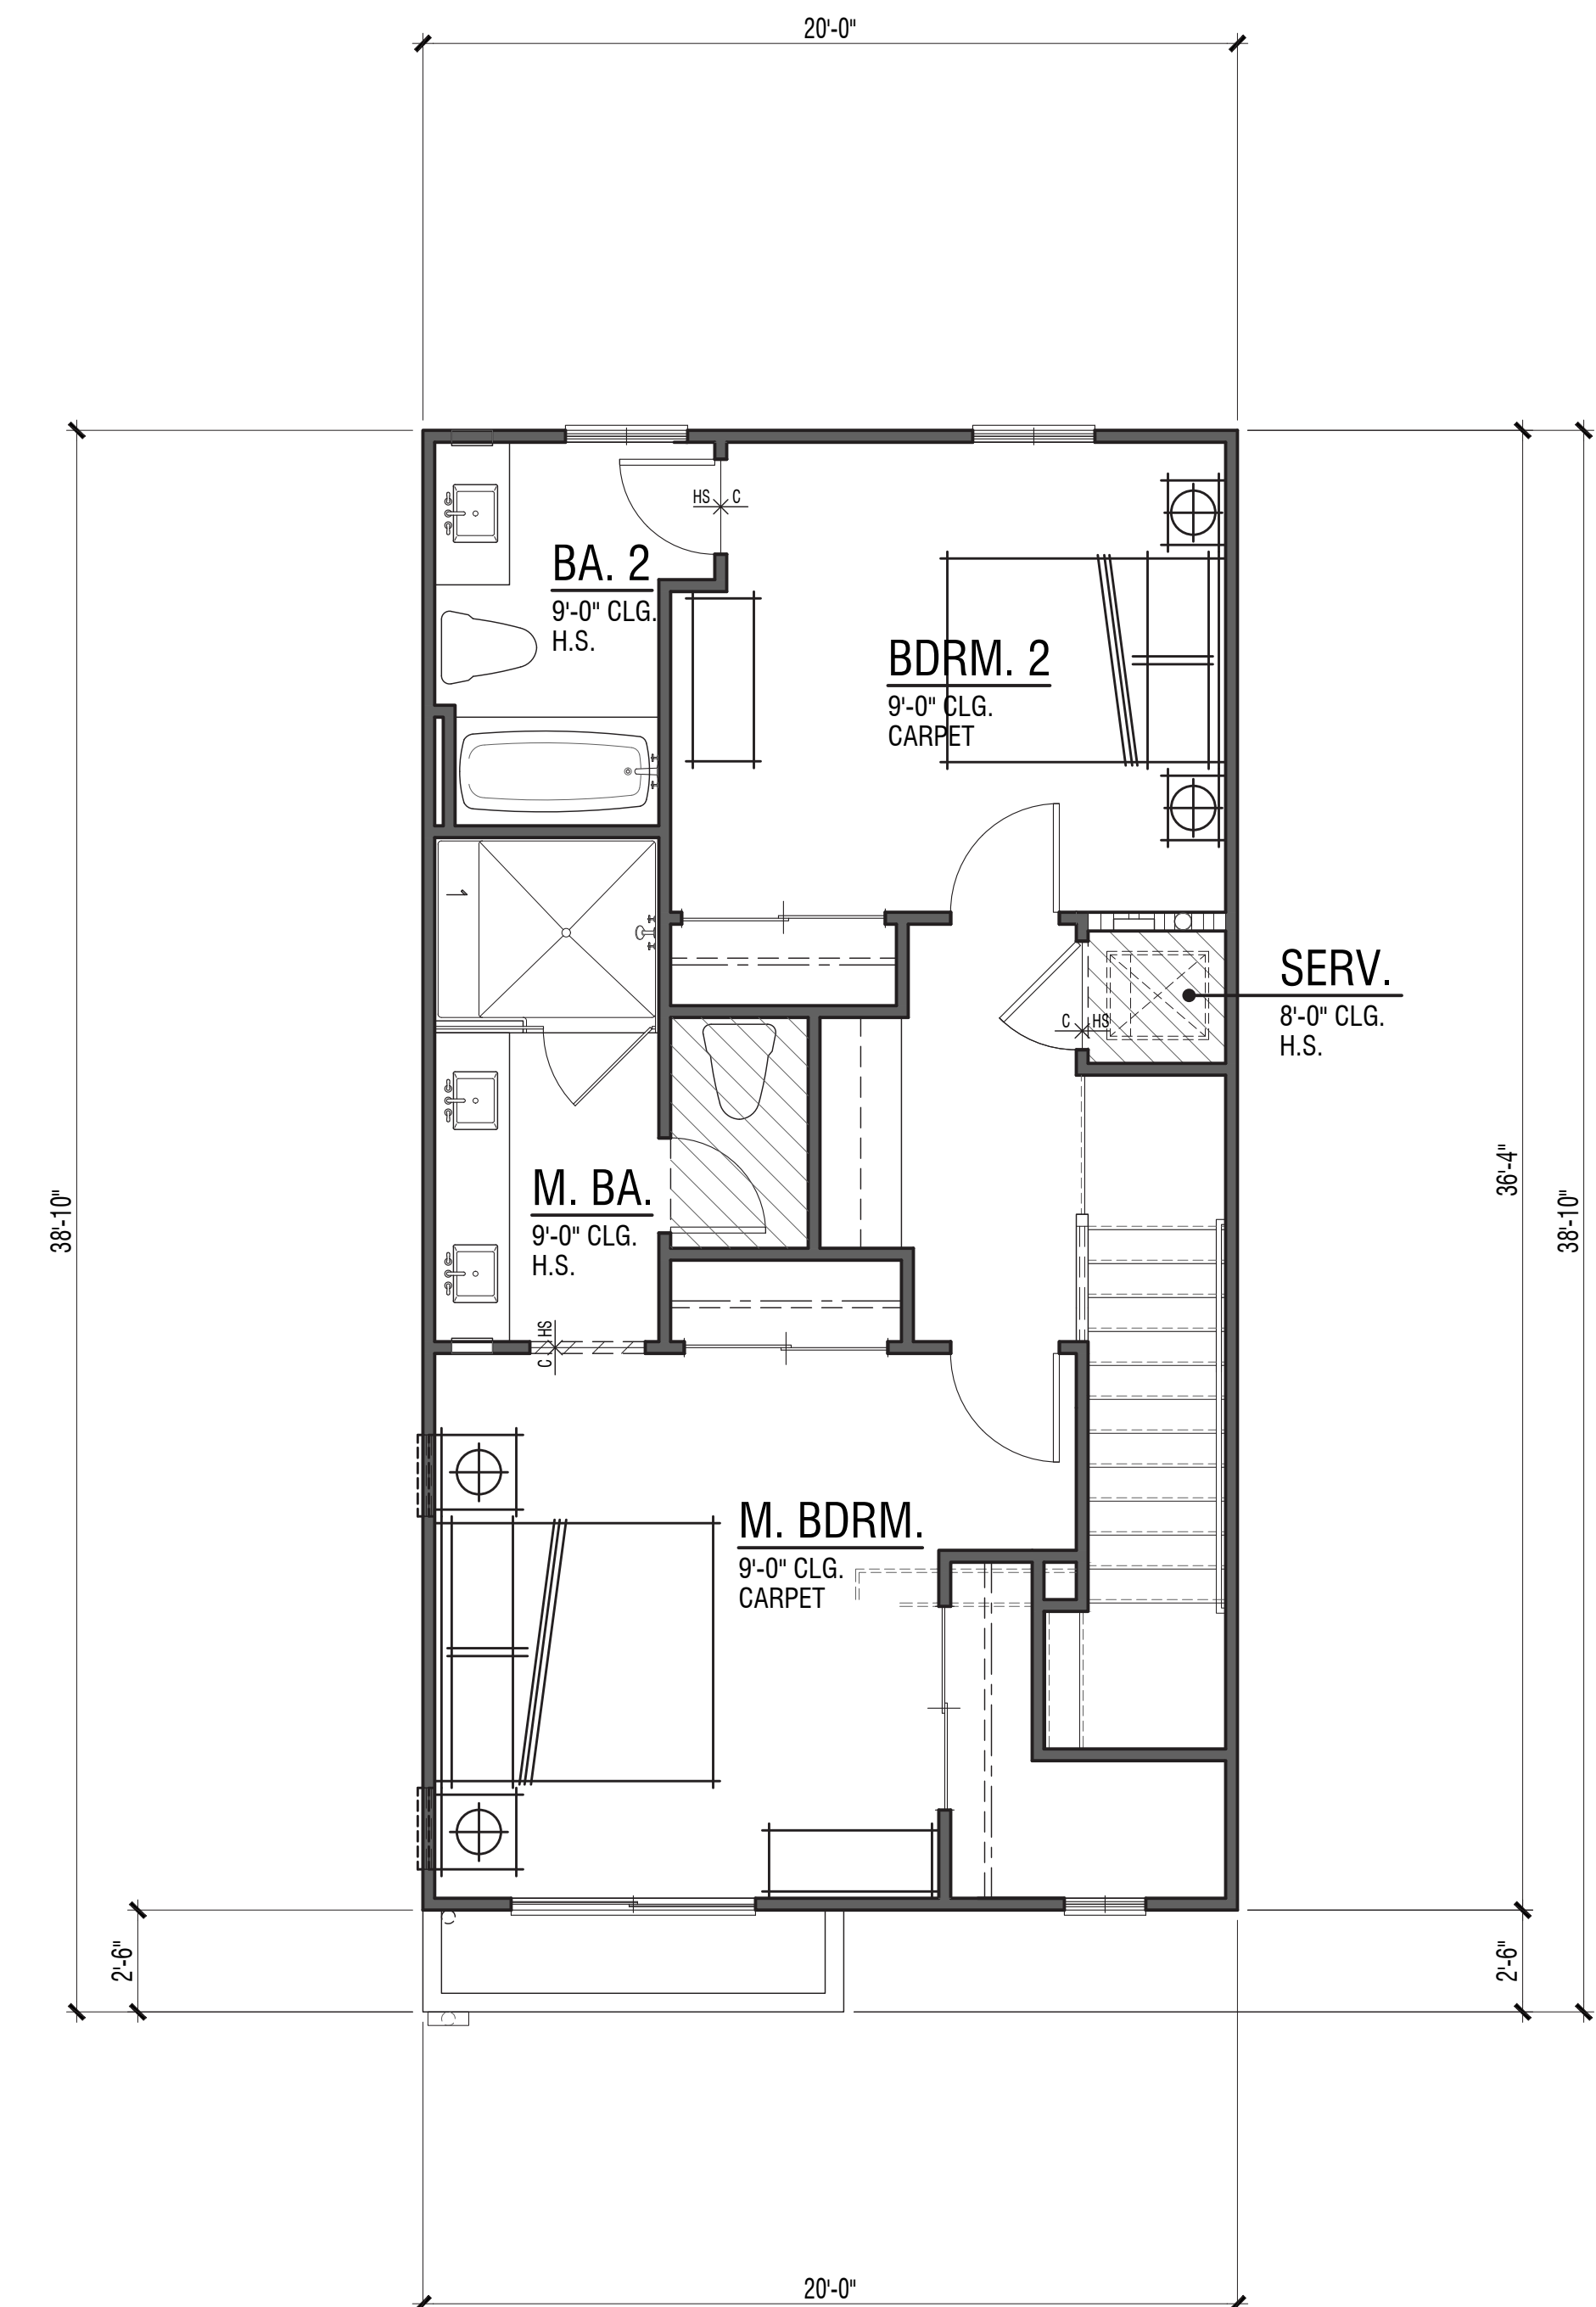 20'-0"
HS C
BA. 2
9'-0" CLG.
H.S.
BDRM. 2
9'-0" CLG.
CARPET
SERV.
8'-0" CLG.
H.S.
C HS
M. BA.
9'-0" CLG.
H.S.
38'-10"
36'-4"
38'-10"
C HS
M. BDRM.
9'-0" CLG.
CARPET
2'-6"
2'-6"
20'-0"